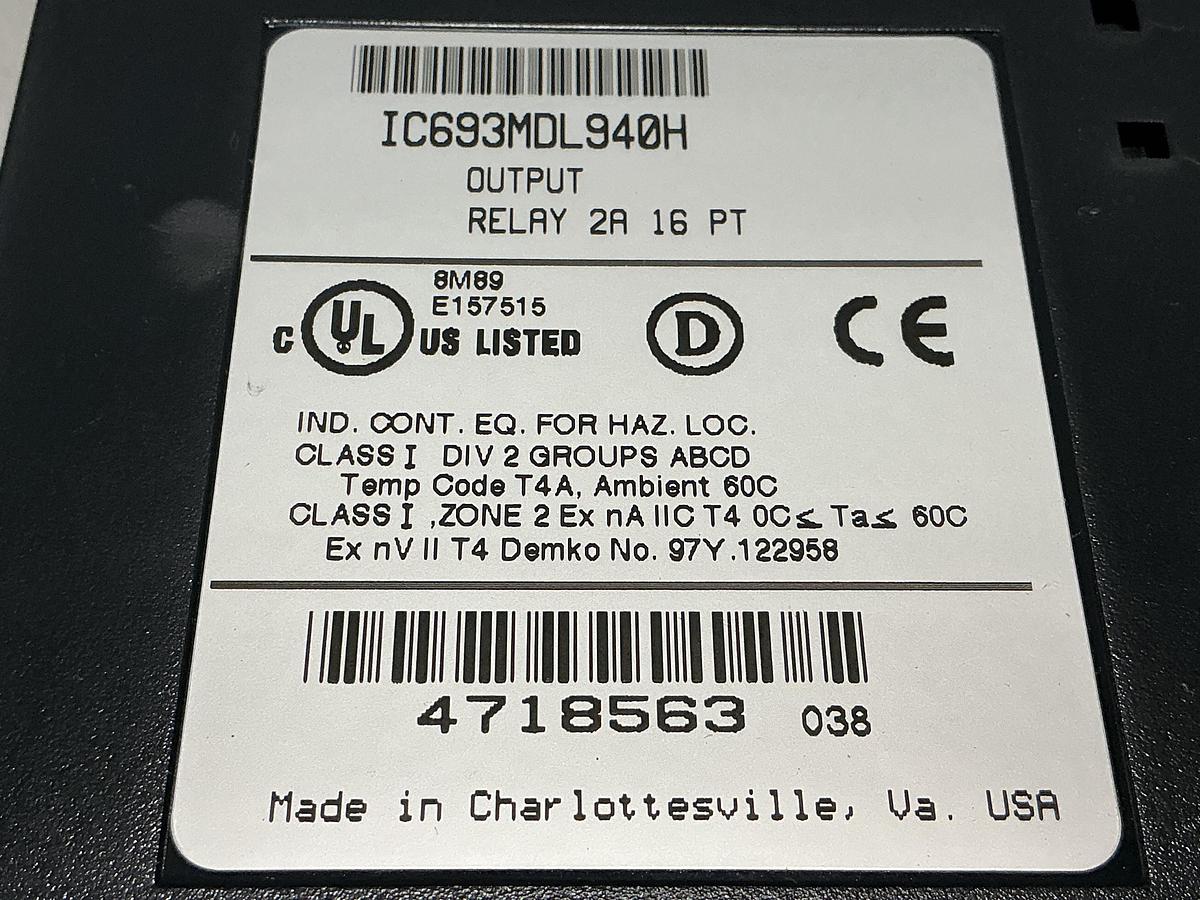 IC693MDL940H
OUTPUT
RELAY 2A 16 PT
8M89
E157515
C UL US LISTED
D
CE
IND. CONT. EQ. FOR HAZ. LOC.
CLASS I DIV 2 GROUPS ABCD
Temp Code T4A, Ambient 60C
CLASS I ,ZONE 2 Ex nA IIC T4 0C≤ Ta≤ 60C
Ex nV II T4 Demko No. 97Y.122958
4718563 038
Made in Charlottesville, Va. USA